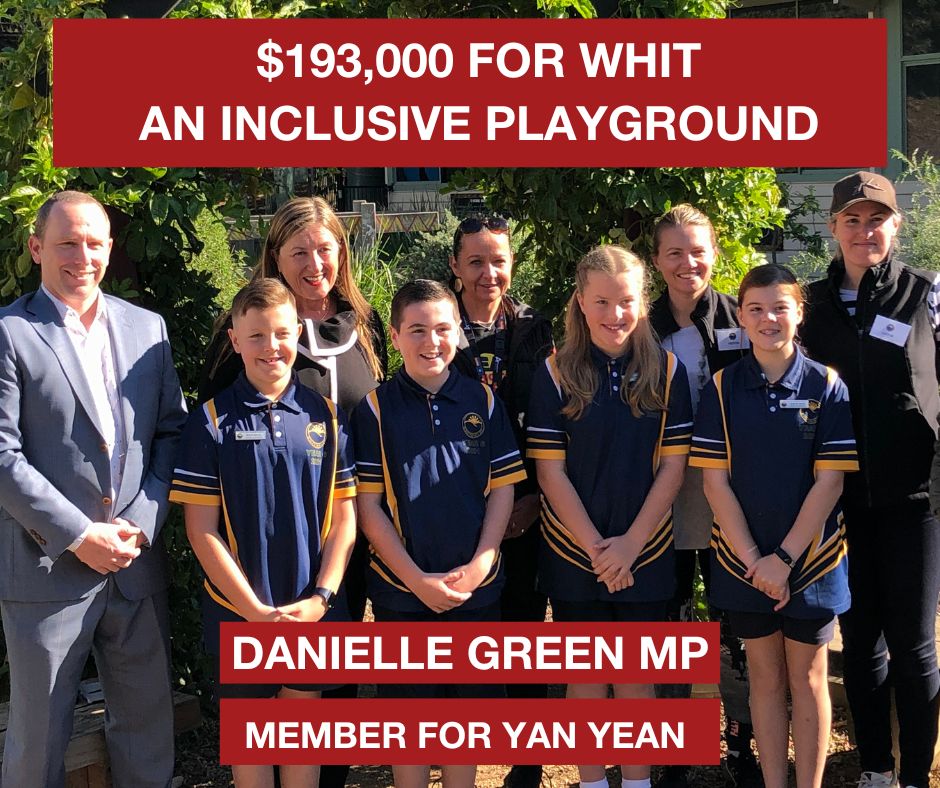 $193,000 FOR WHIT
AN INCLUSIVE PLAYGROUND
DANIELLE GREEN MP
MEMBER FOR YAN YEAN